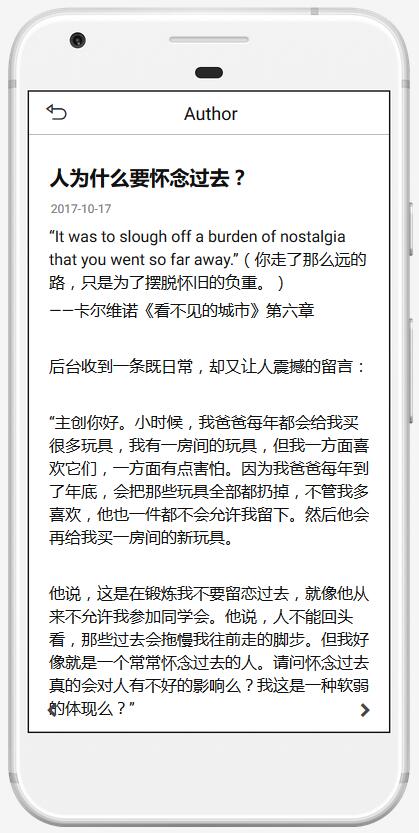 Author
人为什么要怀念过去？
2017-10-17
“It was to slough off a burden of nostalgia
that you went so far away.”（你走了那么远的
路，只是为了摆脱怀旧的负重。）
——卡尔维诺《看不见的城市》第六章
后台收到一条既日常，却又让人震撼的留言：
“主创你好。小时候，我爸爸每年都会给我买
很多玩具，我有一房间的玩具，但我一方面喜
欢它们，一方面有点害怕。因为我爸爸每年到
了年底，会把那些玩具全部都扔掉，不管我多
喜欢，他也一件都不会允许我留下。然后他会
再给我买一房间的新玩具。
他说，这是在锻炼我不要留恋过去，就像他从
来不允许我参加同学会。他说，人不能回头
看，那些过去会拖慢我往前走的脚步。但我好
像就是一个常常怀念过去的人。请问怀念过去
真的会对人有不好的影响么？我这是一种软弱
的体现么？”